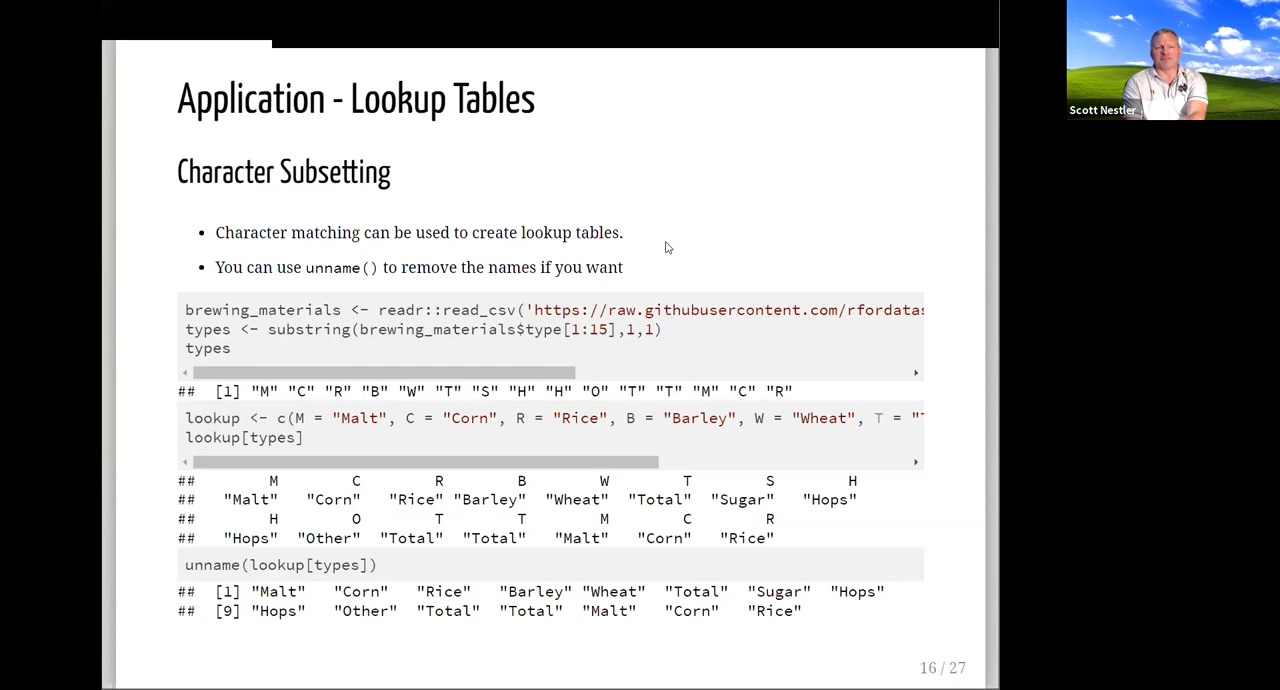 Application - Lookup Tables
Character Subsetting
• Character matching can be used to create lookup tables.
• You can use unname() to remove the names if you want
brewing_materials <- readr::read_csv('https://raw.githubusercontent.com/rfordatas
types <- substring(brewing_materials$type[1:15],1,1)
types
## [1] "M" "C" "R" "B" "W" "T" "S" "H" "H" "O" "T" "T" "M" "C" "R"
lookup <- c(M = "Malt", C = "Corn", R = "Rice", B = "Barley", W = "Wheat", T = "T
lookup[types]
## M C R B W T S H
## "Malt" "Corn" "Rice" "Barley" "Wheat" "Total" "Sugar" "Hops"
## H O T T M C R
## "Hops" "Other" "Total" "Total" "Malt" "Corn" "Rice"
unname(lookup[types])
## [1] "Malt" "Corn" "Rice" "Barley" "Wheat" "Total" "Sugar" "Hops"
## [9] "Hops" "Other" "Total" "Total" "Malt" "Corn" "Rice"
16 / 27
Scott Nestler